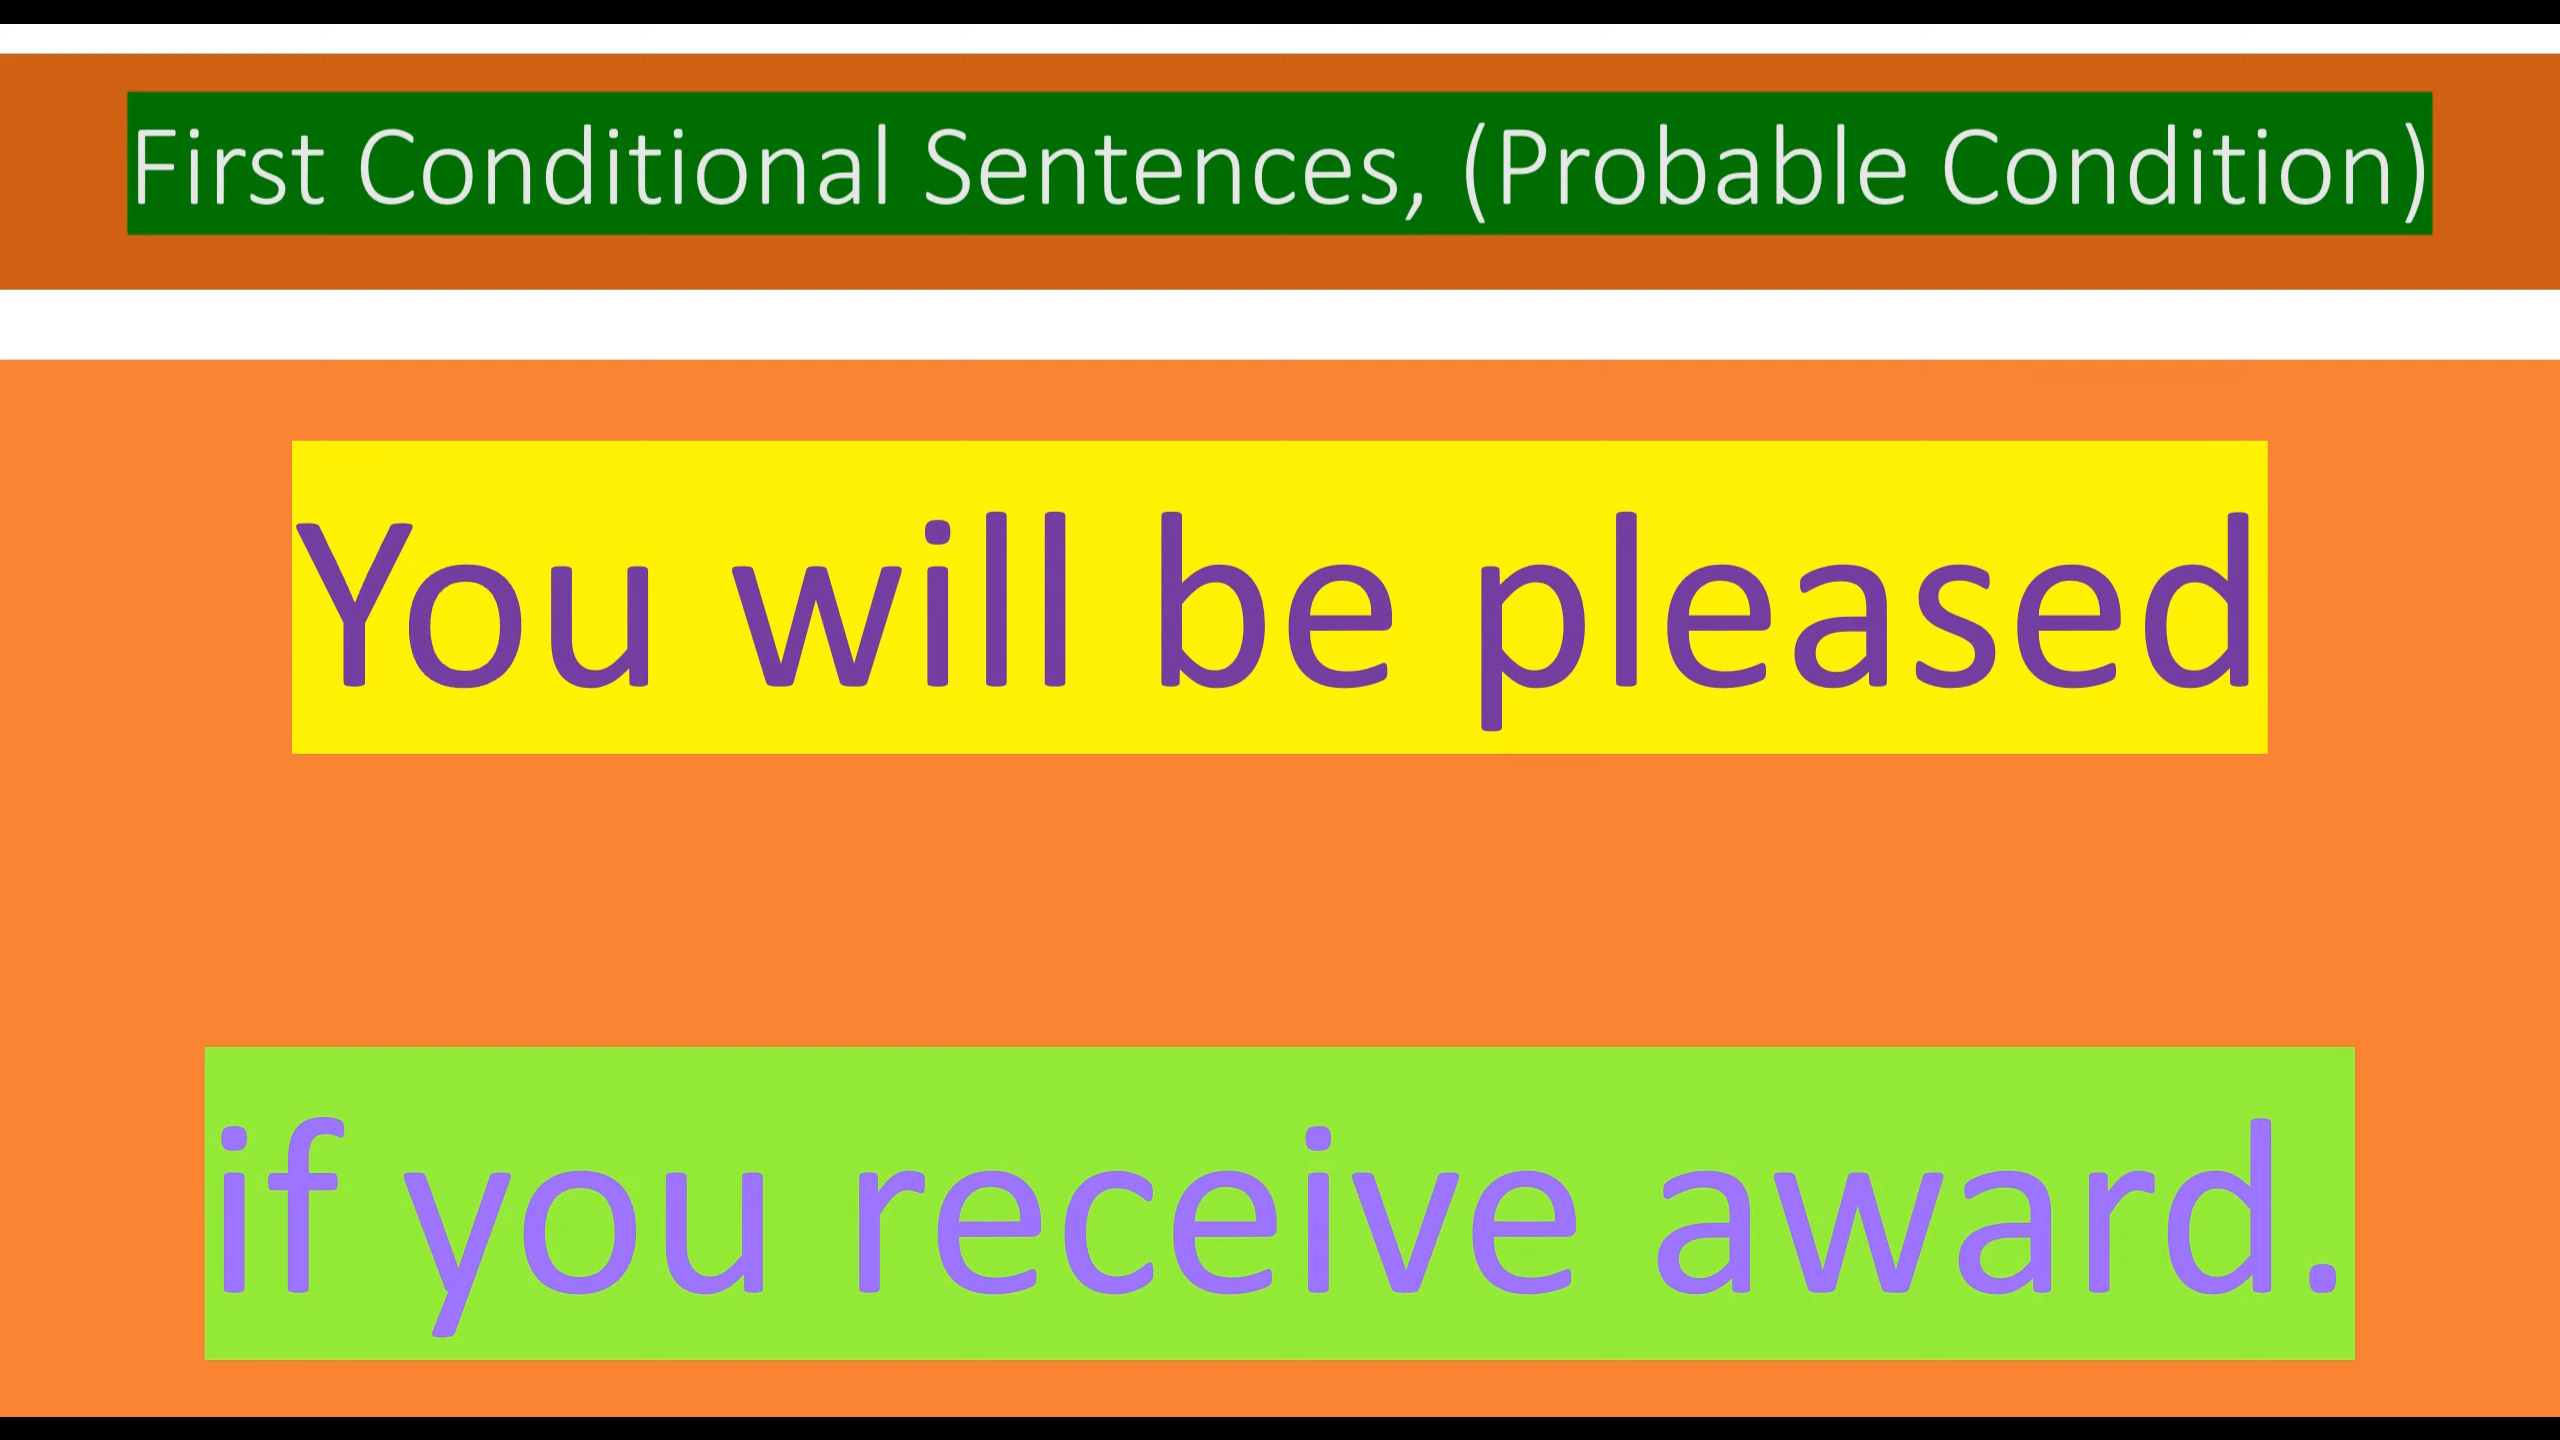 First Conditional Sentences, (Probable Condition)
You will be pleased
if you receive award.